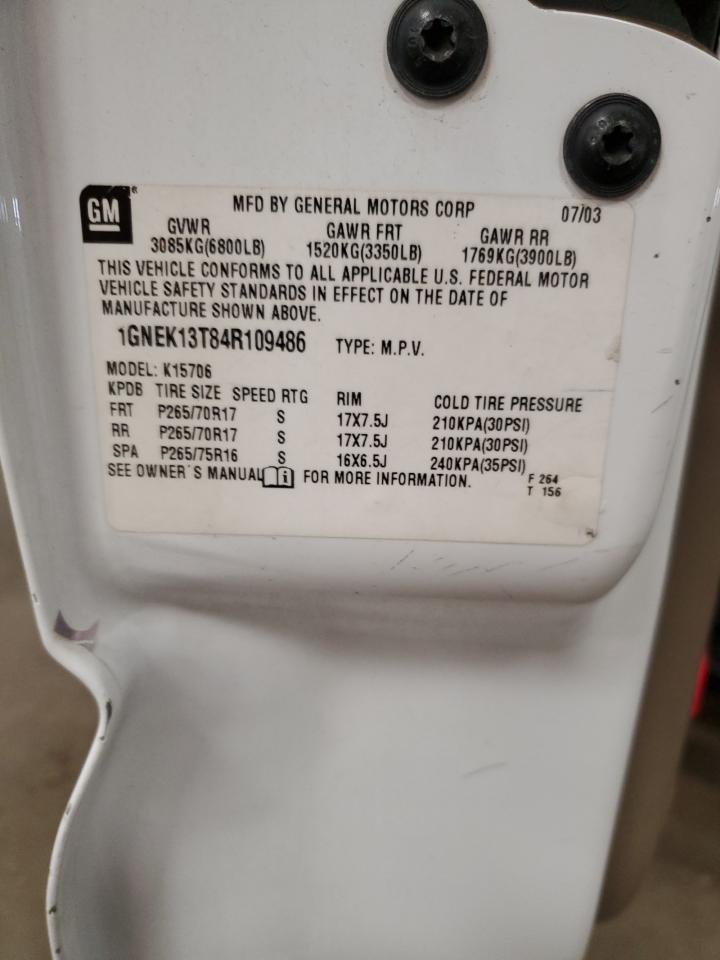 GM ®
MFD BY GENERAL MOTORS CORP 07/03
GVWR GAWR FRT GAWR RR
3085KG(6800LB) 1520KG(3350LB) 1769KG(3900LB)
THIS VEHICLE CONFORMS TO ALL APPLICABLE U.S. FEDERAL MOTOR
VEHICLE SAFETY STANDARDS IN EFFECT ON THE DATE OF
MANUFACTURE SHOWN ABOVE.
1GNEK13T84R109486 TYPE: M.P.V.
MODEL: K15706
KPDB TIRE SIZE SPEED RTG RIM COLD TIRE PRESSURE
FRT P265/70R17 S 17X7.5J 210KPA(30PSI)
RR P265/70R17 S 17X7.5J 210KPA(30PSI)
SPA P265/75R16 S 16X6.5J 240KPA(35PSI)
SEE OWNER'S MANUAL i FOR MORE INFORMATION. F 264
T 156